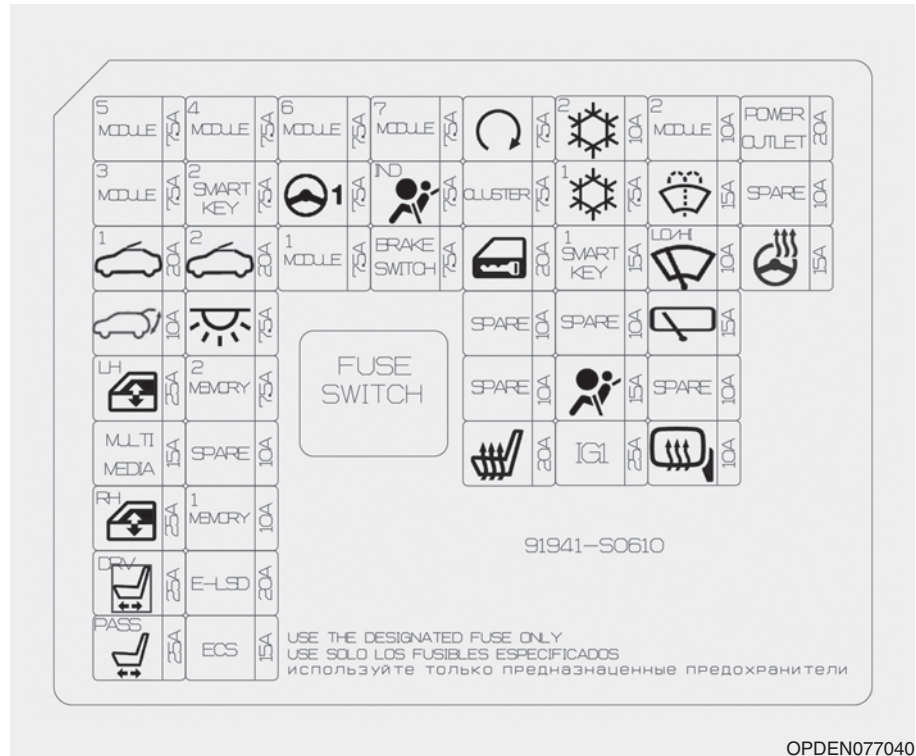 5 MODULE 7.5A 4 MODULE 7.5A 6 MODULE 7.5A 7 MODULE 7.5A 7.5A 2 10A 2 MODULE 10A POWER OUTLET 20A
3 MODULE 7.5A 2 SMART KEY 7.5A 1 7.5A IND 7.5A CLUSTER 7.5A 1 7.5A 10A SPARE 10A
1 20A 2 20A 1 MODULE 7.5A BRAKE SWITCH 7.5A 20A 1 SMART KEY 15A LO/HI 10A 15A
10A 7.5A SPARE 10A SPARE 10A 15A
FUSE
SWITCH
LH 25A 2 MEMORY 7.5A SPARE 10A 15A SPARE 10A
MULTI MEDIA 15A SPARE 10A 20A IG1 25A 10A
RH 25A 1 MEMORY 10A
91941-S0610
DRV 25A E-LSD 20A
PASS 25A ECS 15A
USE THE DESIGNATED FUSE ONLY
USE SOLO LOS FUSIBLES ESPECIFICADOS
используйте только предназнаценные предохранители
OPDEN077040